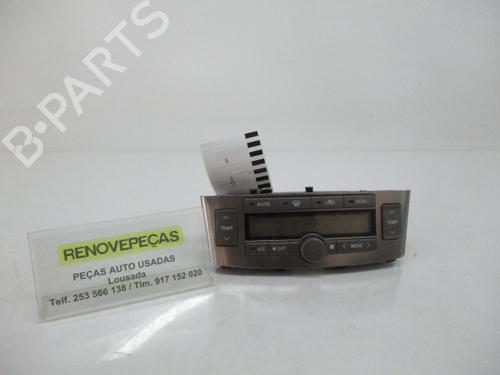 B-PARTS
RENOVEPEÇAS
PEÇAS AUTO USADAS
Lousada
Telf. 253 566 138 / Tlm. 917 152 020
AUTO
DUAL
TEMP
TEMP
A/C
OFF
< MODE >